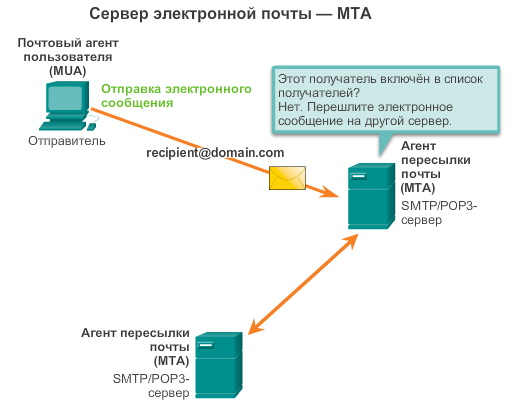 Сервер электронной почты — MTA
Почтовый агент
пользователя
(MUA)
Отправка электронного
сообщения
Отправитель
recipient@domain.com
Этот получатель включён в список
получателей?
Нет. Перешлите электронное
сообщение на другой сервер.
Агент
пересылки
почты
(MTA)
SMTP/POP3-
сервер
Агент пересылки
почты
(MTA)
SMTP/POP3-
сервер